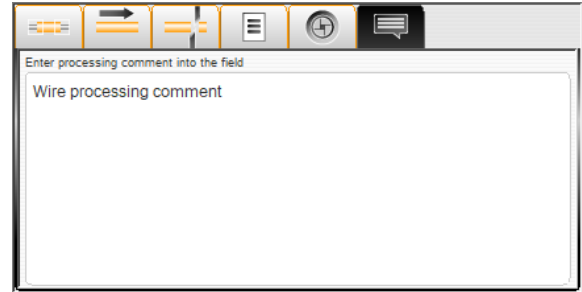 Enter processing comment into the field
Wire processing comment